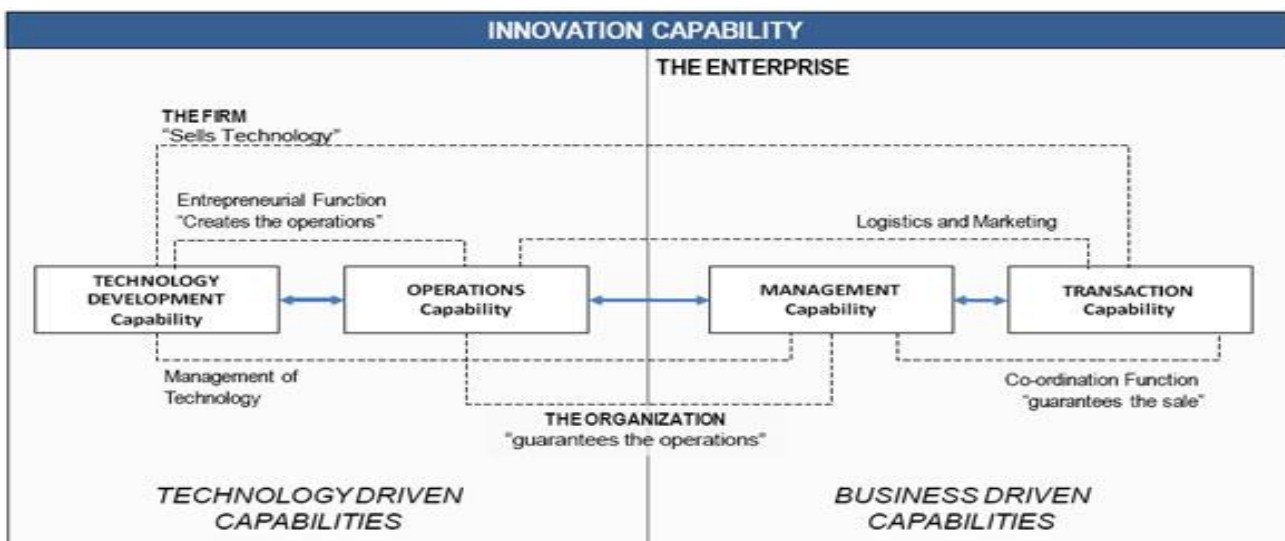 INNOVATION CAPABILITY
THE ENTERPRISE
THE FIRM
"Sells Technology"
Entrepreneurial Function
"Creates the operations"
Logistics and Marketing
TECHNOLOGY
DEVELOPMENT
Capability
OPERATIONS
Capability
MANAGEMENT
Capability
TRANSACTION
Capability
Management of
Technology
THE ORGANIZATION
"guarantees the operations"
Co-ordination Function
"guarantees the sale"
TECHNOLOGY DRIVEN
CAPABILITIES
BUSINESS DRIVEN
CAPABILITIES